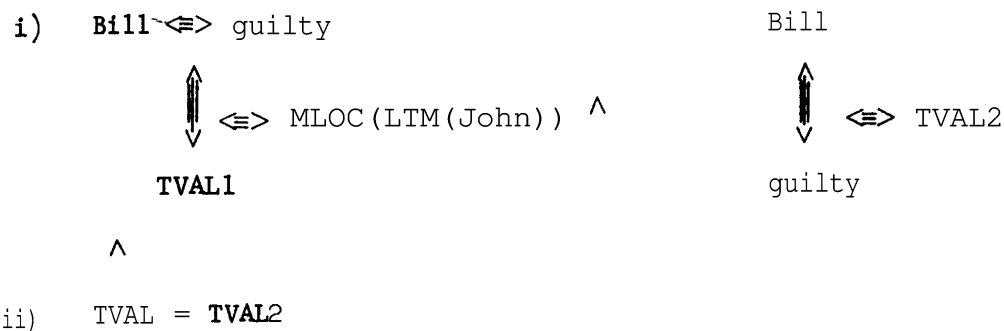 i) Bill <≡> guilty Bill
<≡> MLOC(LTM(John)) ^ <≡> TVAL2
TVAL1 guilty
^
ii) TVAL = TVAL2